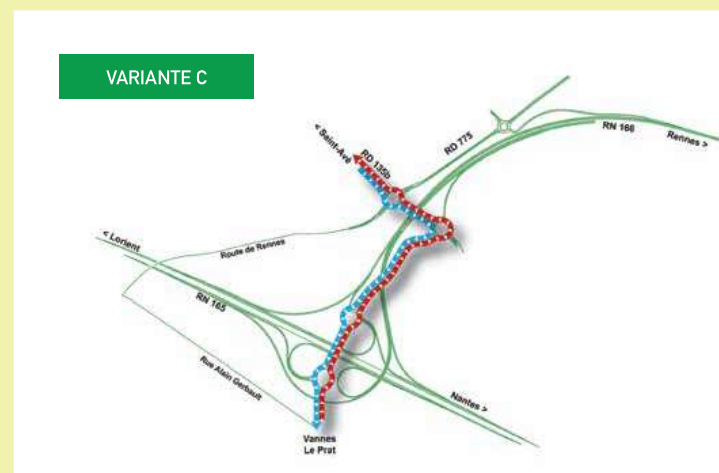 VARIANTE C
RN 166
Rennes >
RD 775
< Saint-Avé
RD 135b
Route de Rennes
< Lorient
RN 165
Rue Alain Gerbault
Nantes >
Vannes
Le Prat